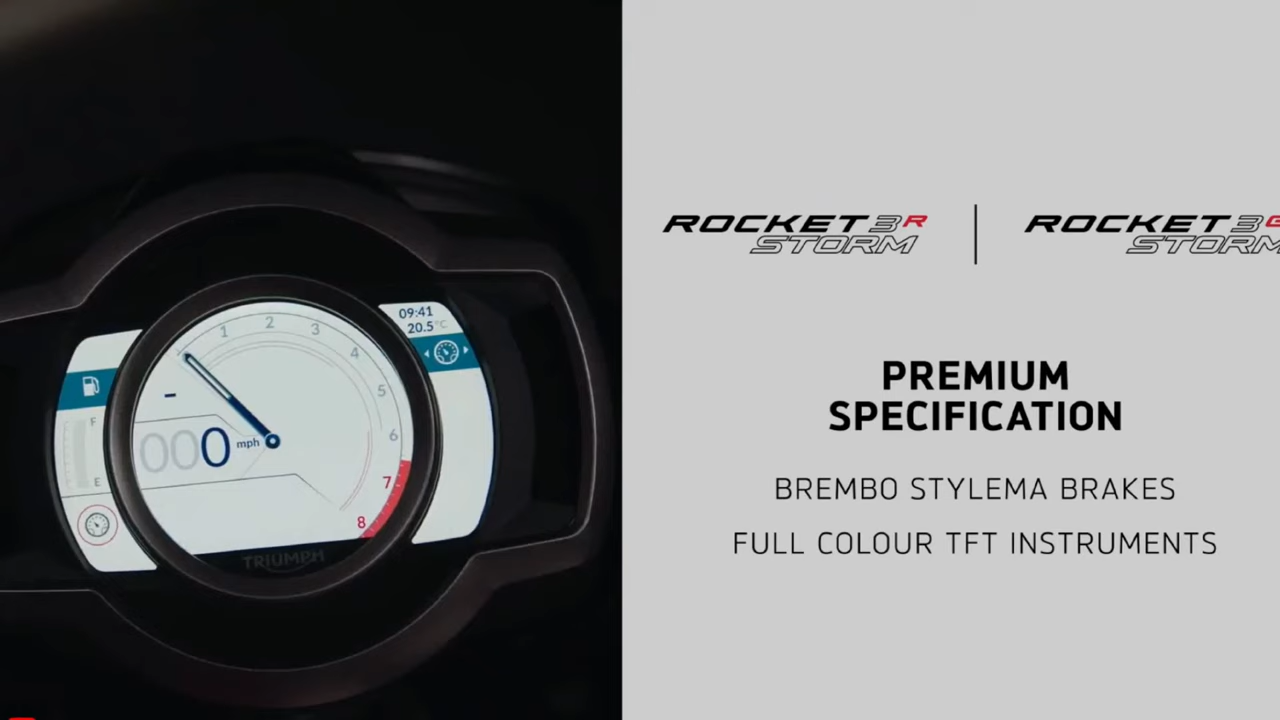 09:41
20.5°C
1
2
3
4
5
6
7
8
F
-
000 mph
E
TRIUMPH
ROCKET 3 R
STORM
ROCKET 3 G
STORM
PREMIUM
SPECIFICATION
BREMBO STYLEMA BRAKES
FULL COLOUR TFT INSTRUMENTS